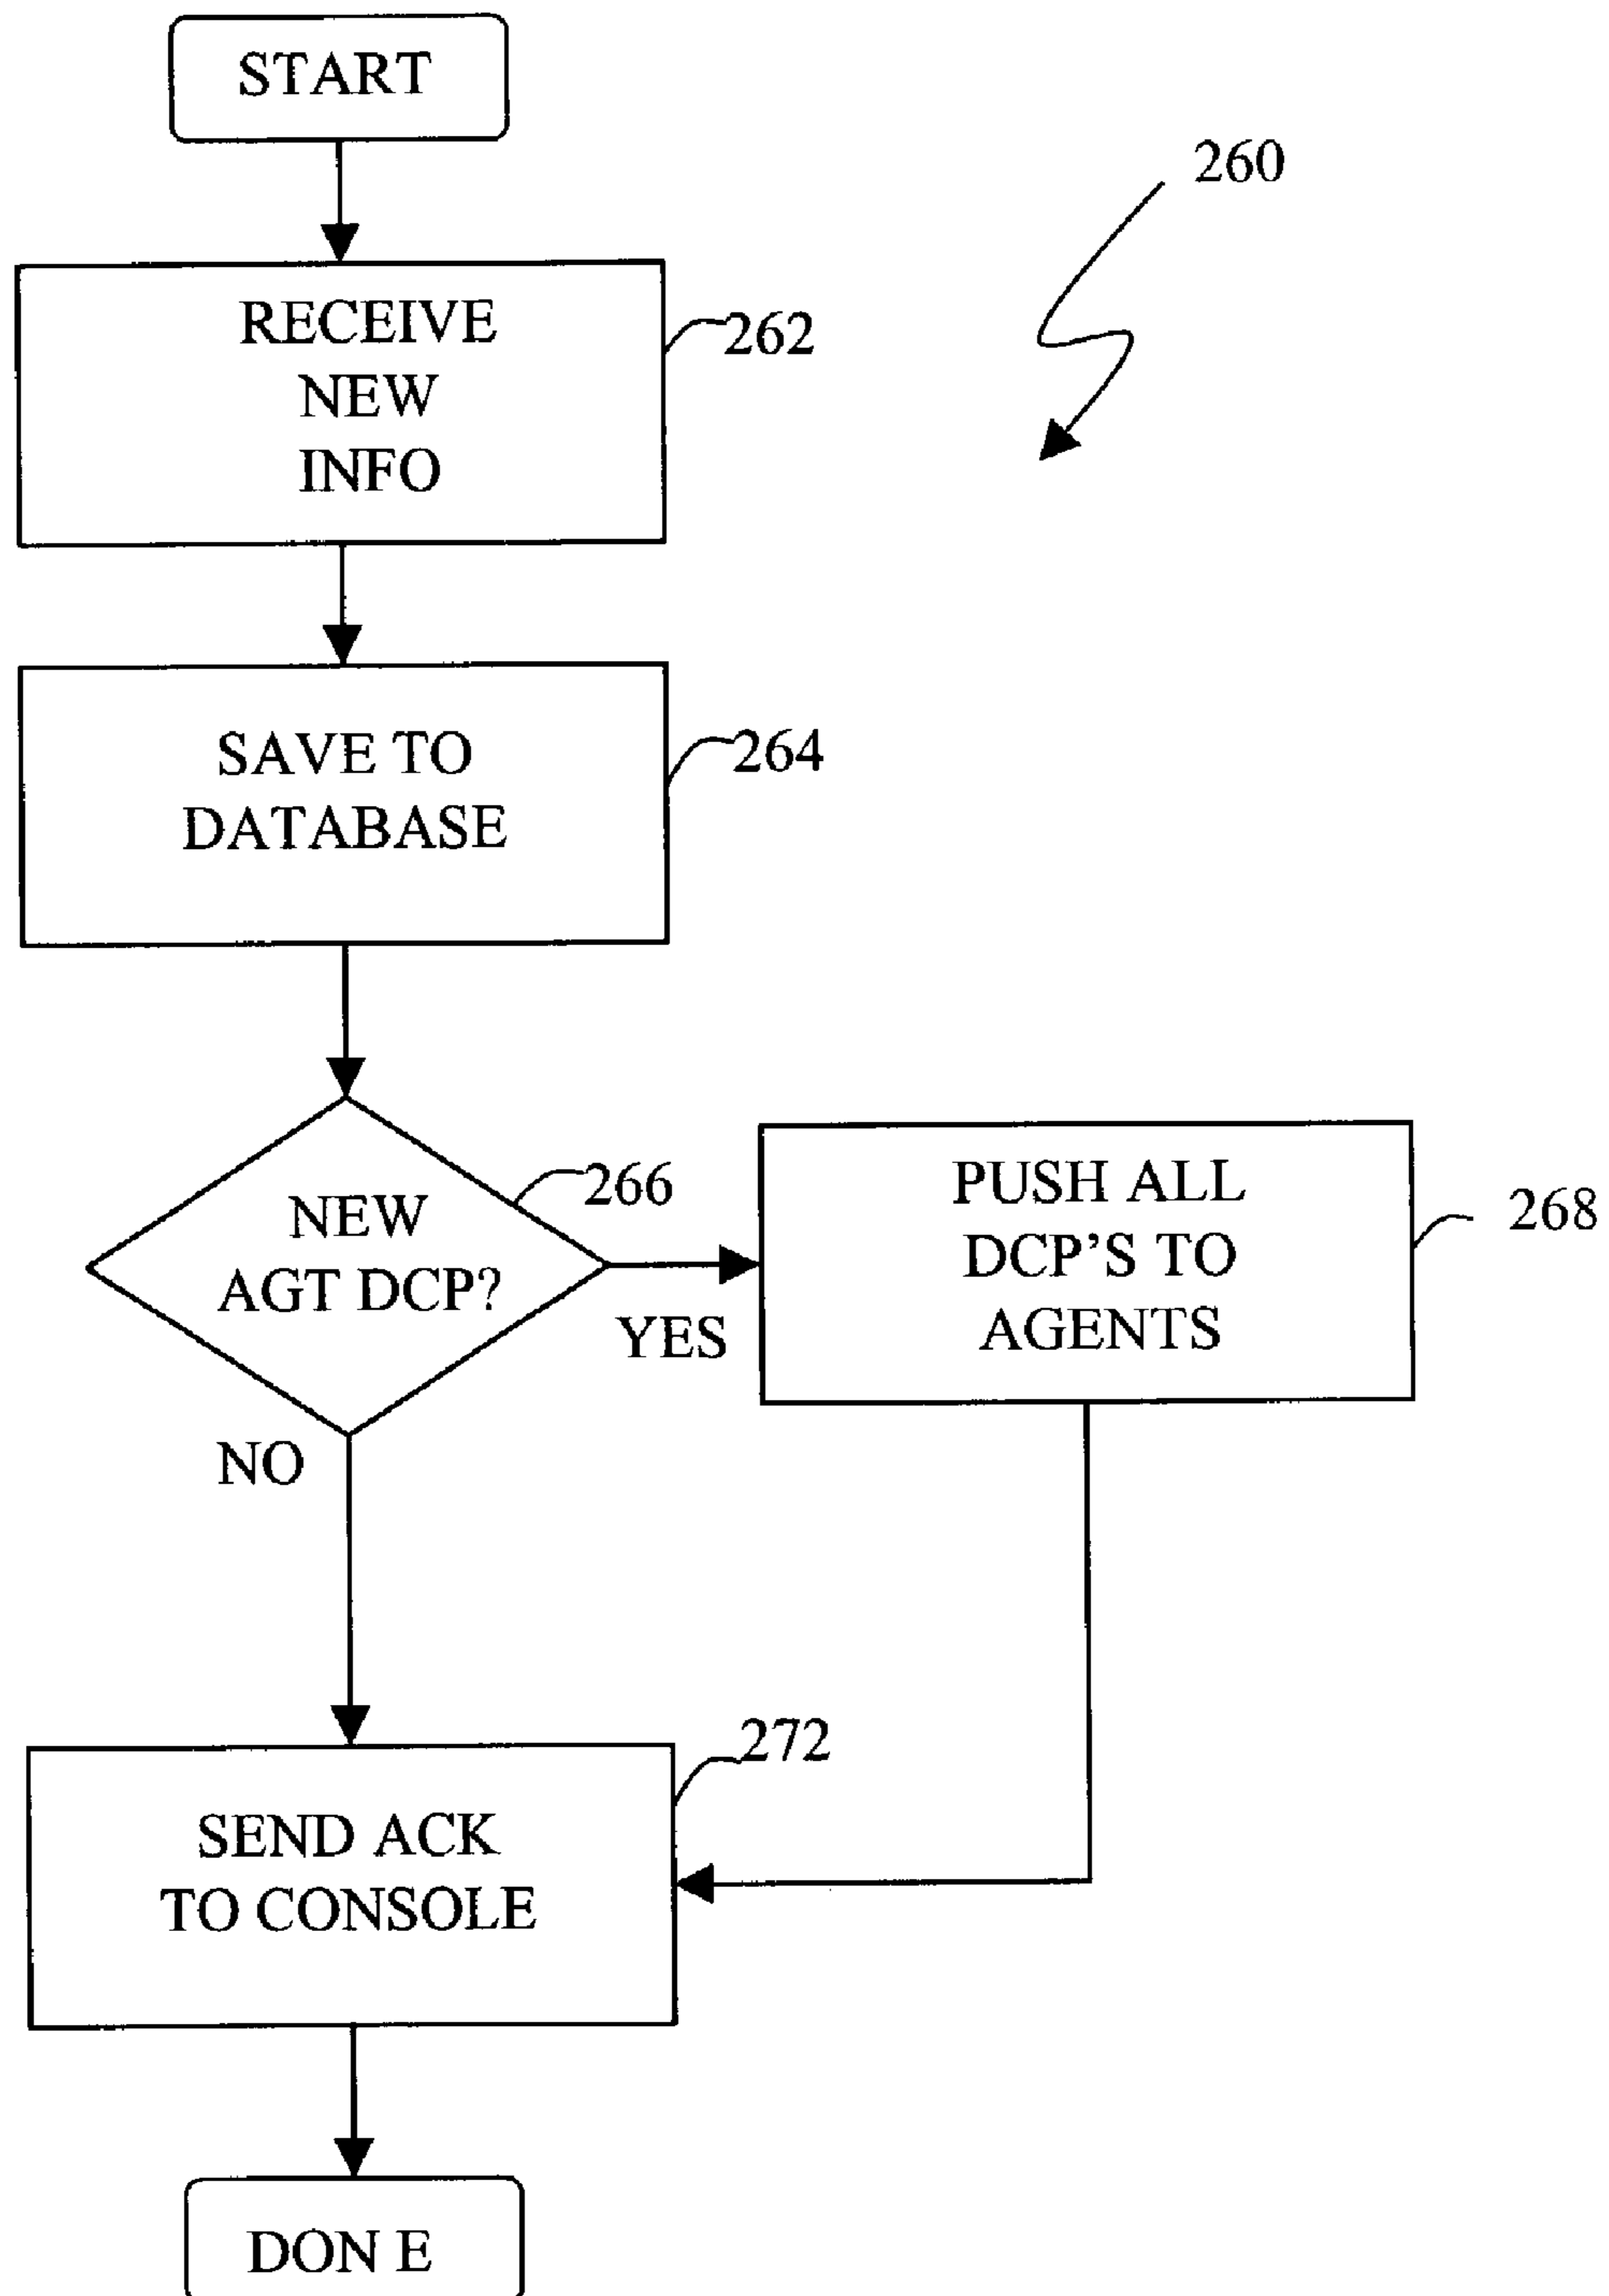 START
260
RECEIVE
NEW
INFO
262
SAVE TO
DATABASE
264
NEW
AGT DCP?
266
YES
NO
PUSH ALL
DCP'S TO
AGENTS
268
SEND ACK
TO CONSOLE
272
DON E